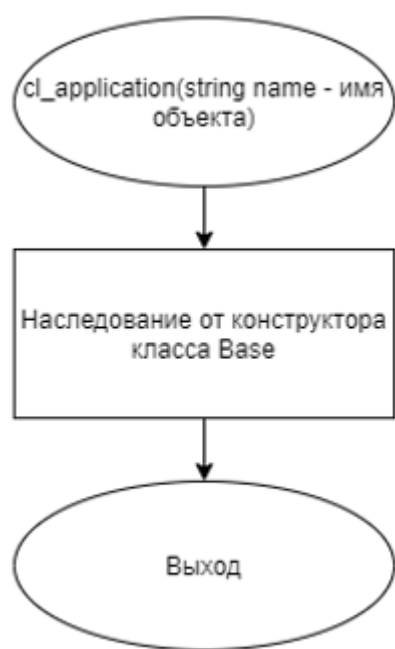 cl_application(string name - имя
объекта)
Наследование от конструктора
класса Base
Выход